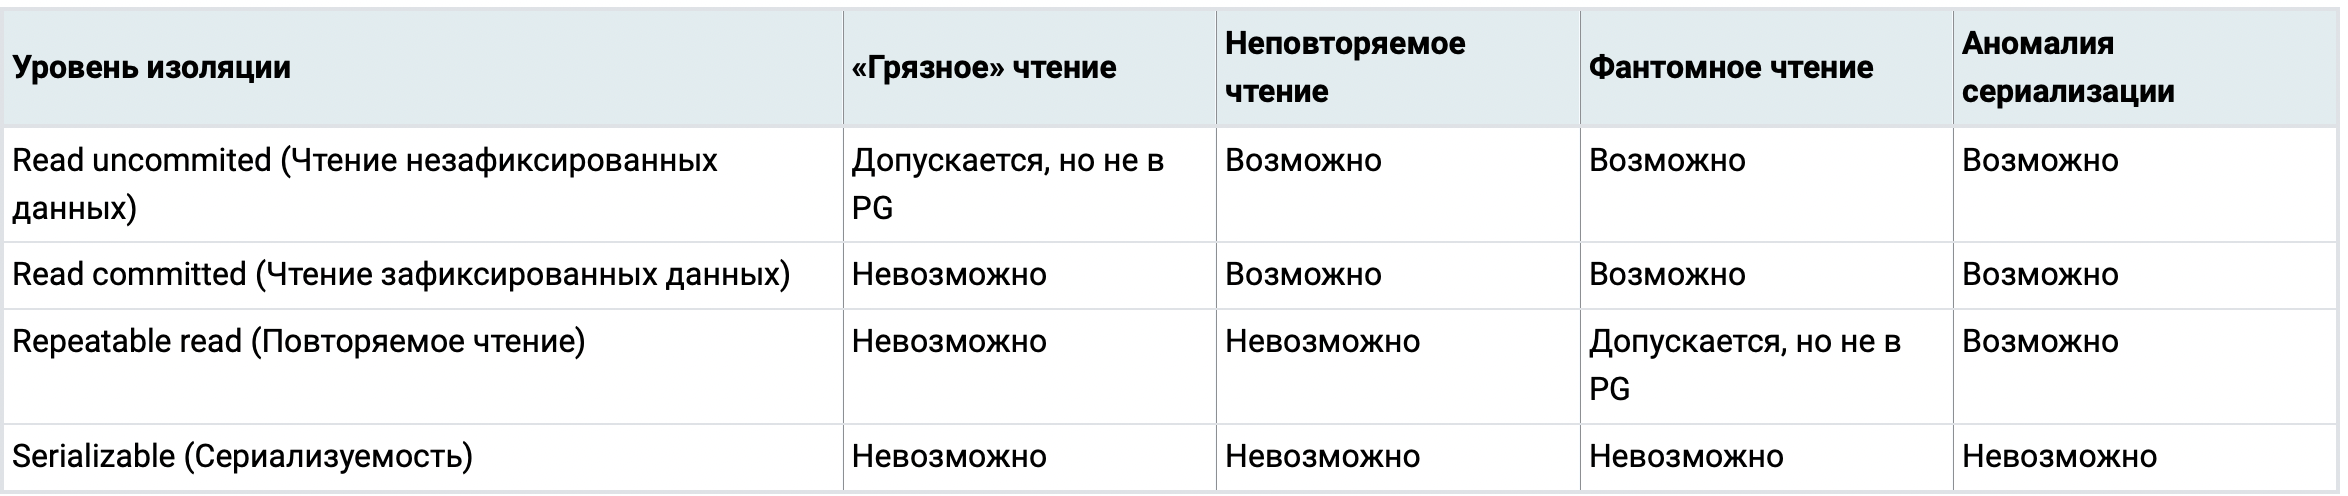 Уровень изоляции
«Грязное» чтение
Неповторяемое
чтение
Фантомное чтение
Аномалия
сериализации
Read uncommited (Чтение незафиксированных
данных)
Допускается, но не в
PG
Возможно
Возможно
Возможно
Read committed (Чтение зафиксированных данных)
Невозможно
Возможно
Возможно
Возможно
Repeatable read (Повторяемое чтение)
Невозможно
Невозможно
Допускается, но не в
PG
Возможно
Serializable (Сериализуемость)
Невозможно
Невозможно
Невозможно
Невозможно